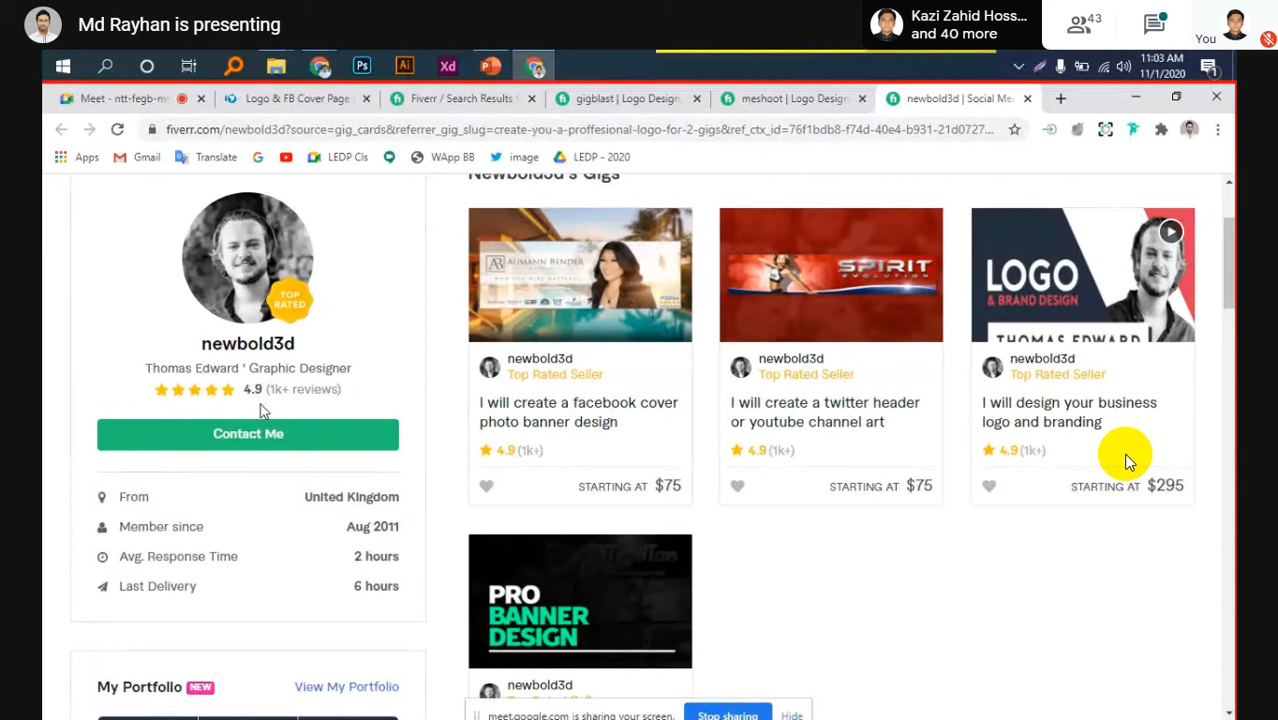 Md Rayhan is presenting
Kazi Zahid Hoss...
and 40 more
43
You
Ps
Ai
Xd
11:03 AM
11/1/2020
1
Meet - ntt-fegb-m
Logo & FB Cover Page
Fiverr / Search Results
gigblast | Logo Design,
meshoot | Logo Design
newbold3d | Social Me
fiverr.com/newbold3d?source=gig_cards&referrer_gig_slug=create-you-a-proffesional-logo-for-2-gigs&ref_ctx_id=76f1bdb8-f74d-40e4-b931-21d0727...
Apps
Gmail
Translate
LEDP Cls
WApp BB
image
LEDP - 2020
Newbold3d's Gigs
TOP
RATED
newbold3d
Thomas Edward ' Graphic Designer
4.9 (1k+ reviews)
Contact Me
From United Kingdom
Member since Aug 2011
Avg. Response Time 2 hours
Last Delivery 6 hours
My Portfolio NEW View My Portfolio
AUMANN BENDER
newbold3d
Top Rated Seller
I will create a facebook cover
photo banner design
4.9 (1k+)
STARTING AT $75
SPIRIT
EVOLUTION
newbold3d
Top Rated Seller
I will create a twitter header
or youtube channel art
4.9 (1k+)
STARTING AT $75
LOGO
& BRAND DESIGN
THOMAS EDWARD
newbold3d
Top Rated Seller
I will design your business
logo and branding
4.9 (1k+)
STARTING AT $295
PRO
BANNER
DESIGN
newbold3d
meet.google.com is sharing your screen.
Stop sharing
Hide